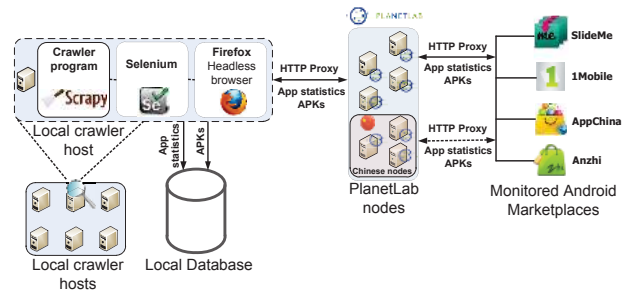 PLANETLAB
Crawler
program
Scrapy
Selenium
Se
Firefox
Headless
browser
HTTP Proxy
App statistics
APKs
HTTP Proxy
App statistics
APKs
HTTP Proxy
App statistics
APKs
me
SlideMe
1
1Mobile
AppChina
Anzhi
Local crawler
host
App
statistics
APKs
Chinese nodes
PlanetLab
nodes
Monitored Android
Marketplaces
Local crawler
hosts
Local Database